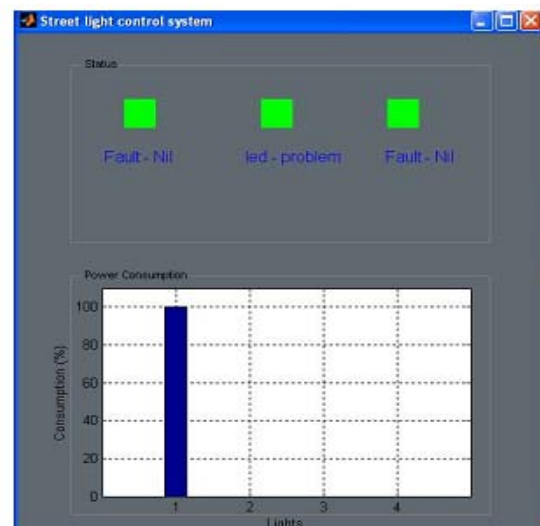 Street light control system
Status
Fault - Nil led - problem Fault - Nil
Power Consumption
100
80
60
40
20
0
Consumption (%)
1 2 3 4
Lights